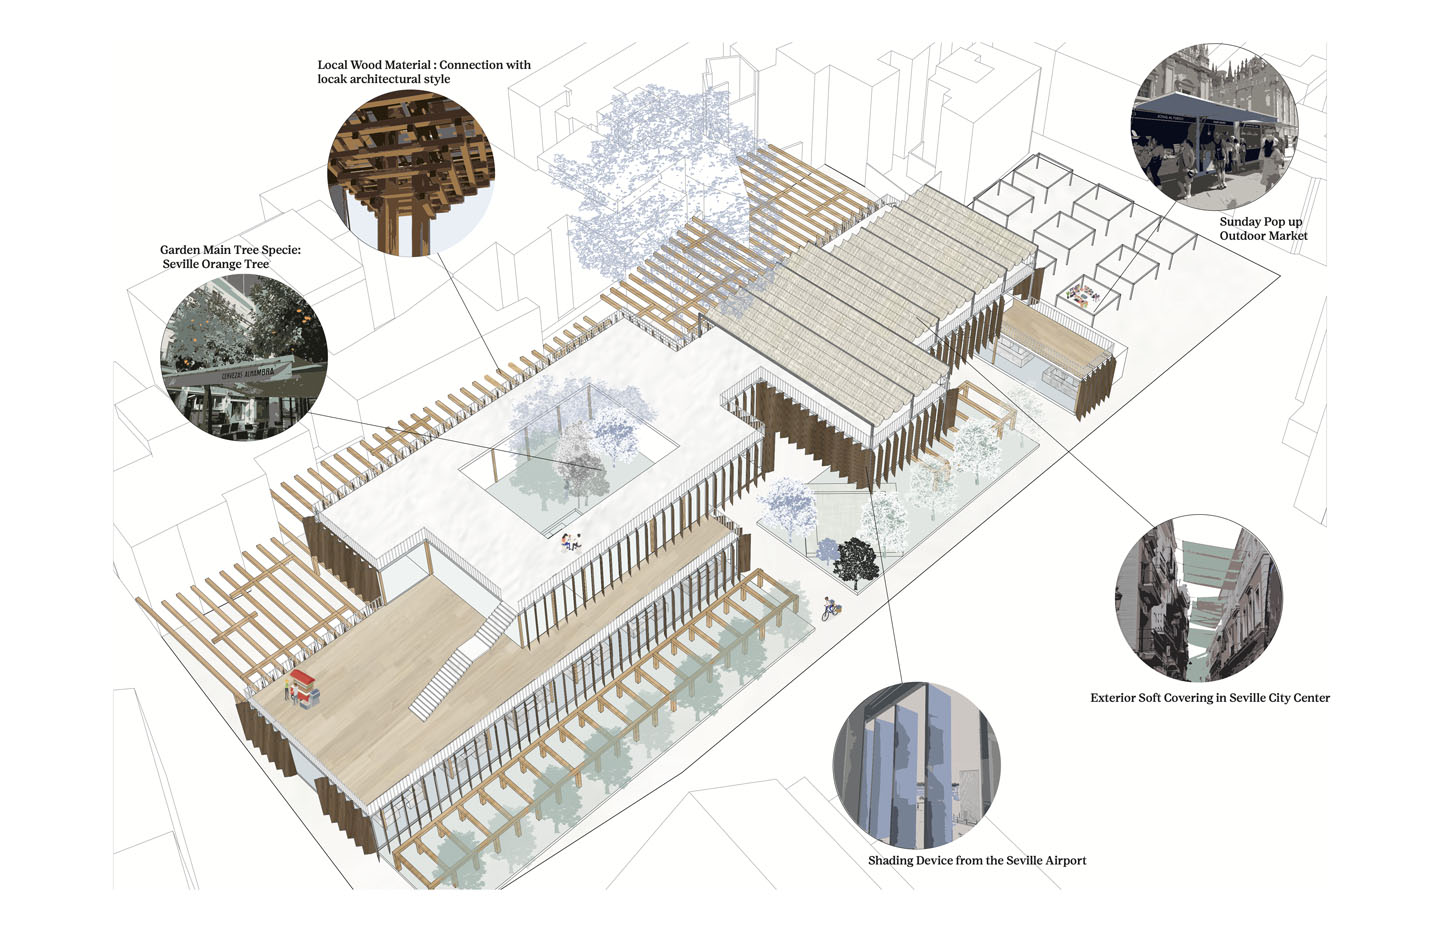 Local Wood Material : Connection with
locak architectural style
Garden Main Tree Specie:
Seville Orange Tree
CERVEZAS ALHAMBRA
Sunday Pop up
Outdoor Market
Exterior Soft Covering in Seville City Center
Shading Device from the Seville Airport